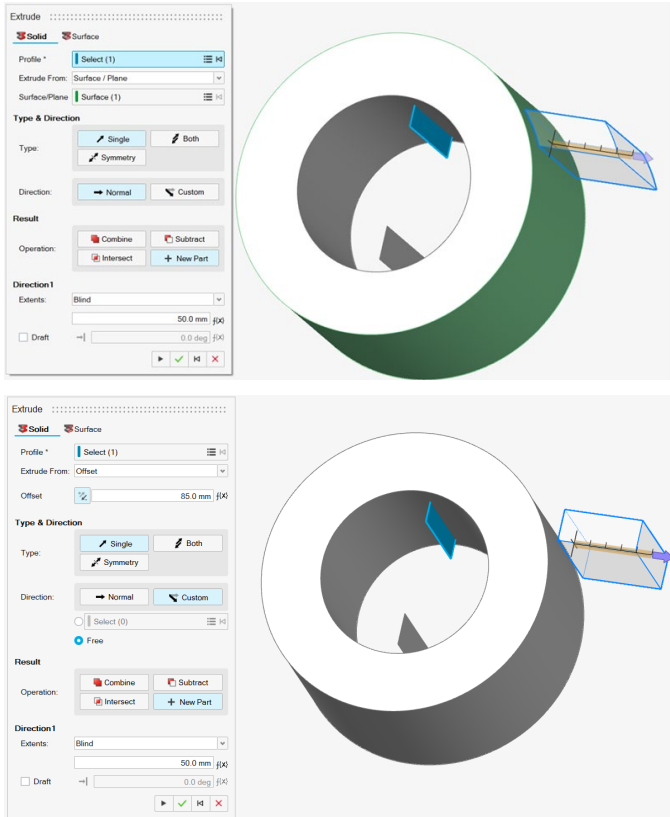 Extrude
Solid Surface
Profile * Select (1)
Extrude From: Surface / Plane
Surface/Plane Surface (1)
Type & Direction
Type: Single Both
Symmetry
Direction: Normal Custom
Result
Operation: Combine Subtract
Intersect New Part
Direction1
Extents: Blind
50.0 mm f(x)
Draft 0.0 deg f(x)
Extrude
Solid Surface
Profile * Select (1)
Extrude From: Offset
Offset 85.0 mm f(x)
Type & Direction
Type: Single Both
Symmetry
Direction: Normal Custom
Select (0)
Free
Result
Operation: Combine Subtract
Intersect New Part
Direction1
Extents: Blind
50.0 mm f(x)
Draft 0.0 deg f(x)